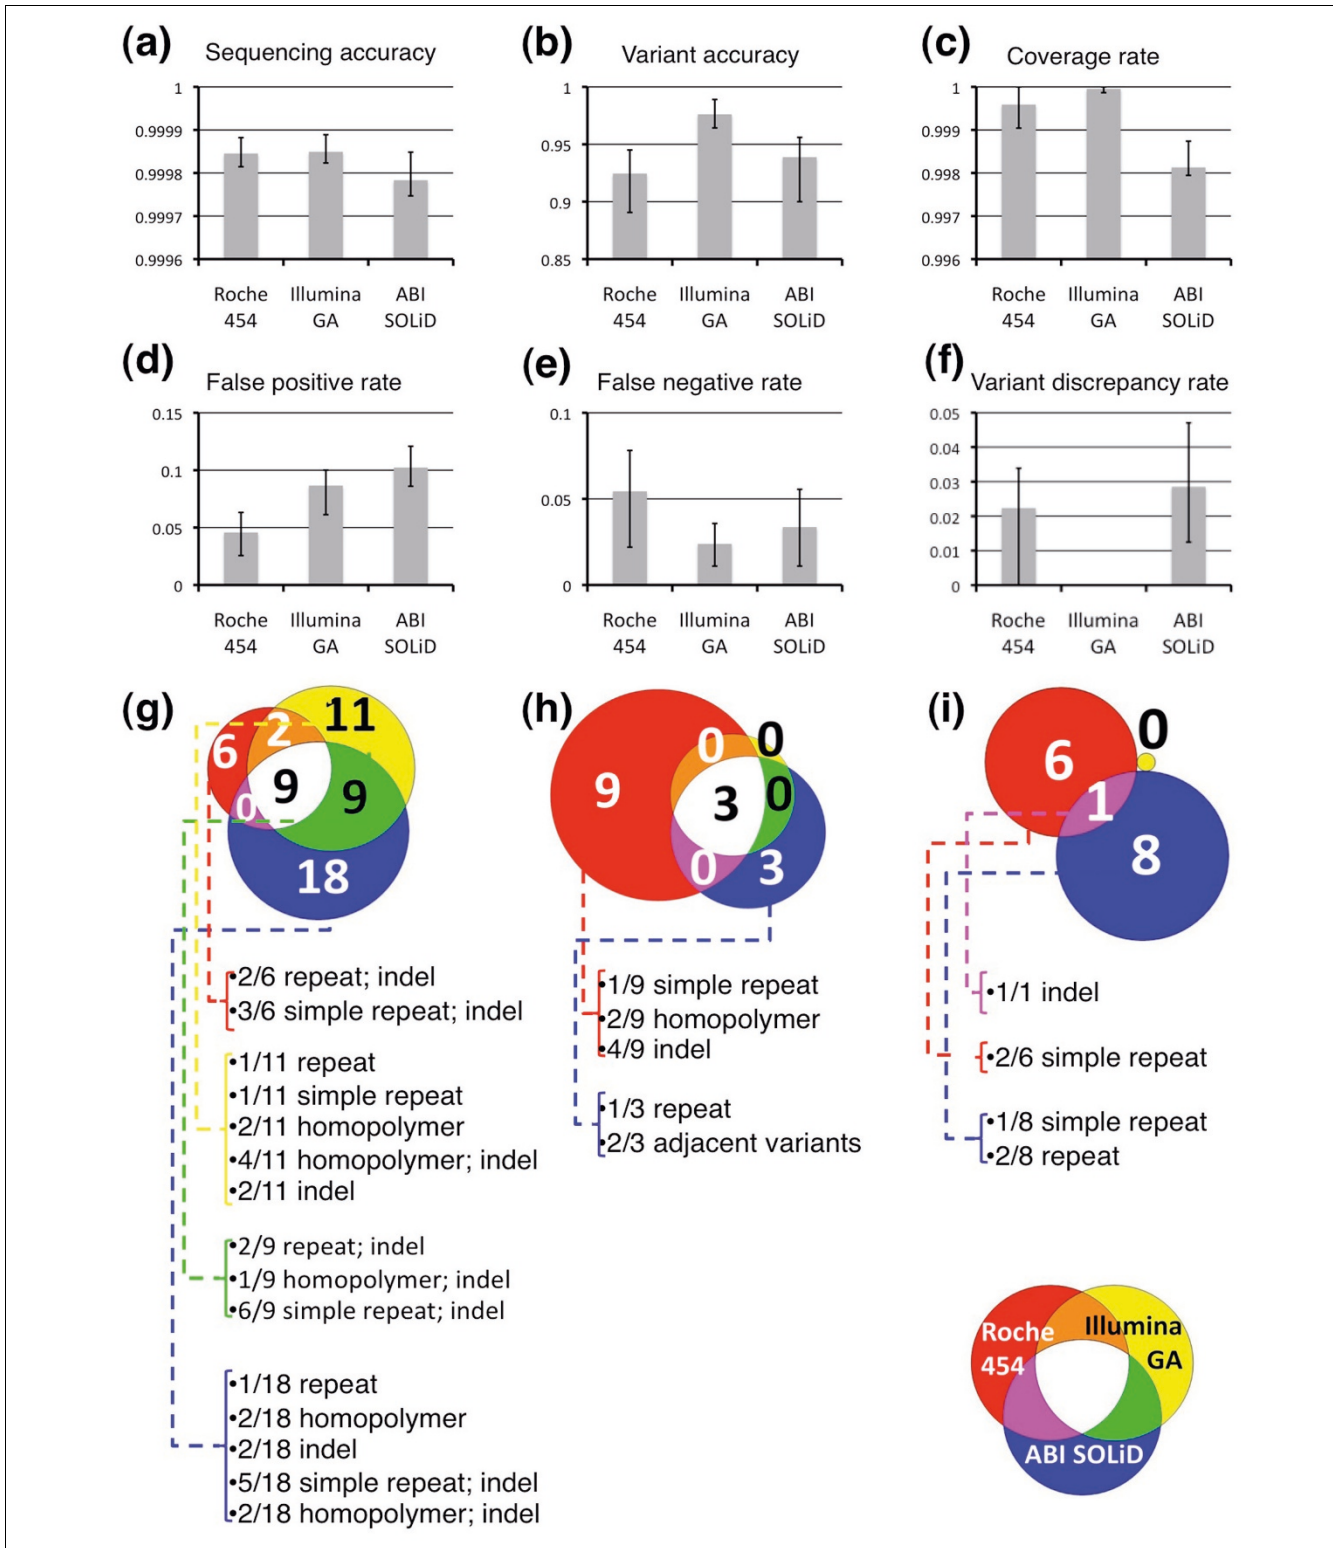 (a) Sequencing accuracy
1
0.9999
0.9998
0.9997
0.9996
Roche 454
Illumina GA
ABI SOLiD
(b) Variant accuracy
1
0.95
0.9
0.85
Roche 454
Illumina GA
ABI SOLiD
(c) Coverage rate
1
0.999
0.998
0.997
0.996
Roche 454
Illumina GA
ABI SOLiD
(d) False positive rate
0.15
0.1
0.05
0
Roche 454
Illumina GA
ABI SOLiD
(e) False negative rate
0.1
0.05
0
Roche 454
Illumina GA
ABI SOLiD
(f) Variant discrepancy rate
0.05
0.04
0.03
0.02
0.01
0
Roche 454
Illumina GA
ABI SOLiD
(g)
11
2
6
9
9
0
18
•2/6 repeat; indel
•3/6 simple repeat; indel
•1/11 repeat
•1/11 simple repeat
•2/11 homopolymer
•4/11 homopolymer; indel
•2/11 indel
•2/9 repeat; indel
•1/9 homopolymer; indel
•6/9 simple repeat; indel
•1/18 repeat
•2/18 homopolymer
•2/18 indel
•5/18 simple repeat; indel
•2/18 homopolymer; indel
(h)
0
0
9
3
0
0
3
•1/9 simple repeat
•2/9 homopolymer
•4/9 indel
•1/3 repeat
•2/3 adjacent variants
(i)
0
6
1
8
•1/1 indel
•2/6 simple repeat
•1/8 simple repeat
•2/8 repeat
Roche
454
Illumina
GA
ABI SOLiD